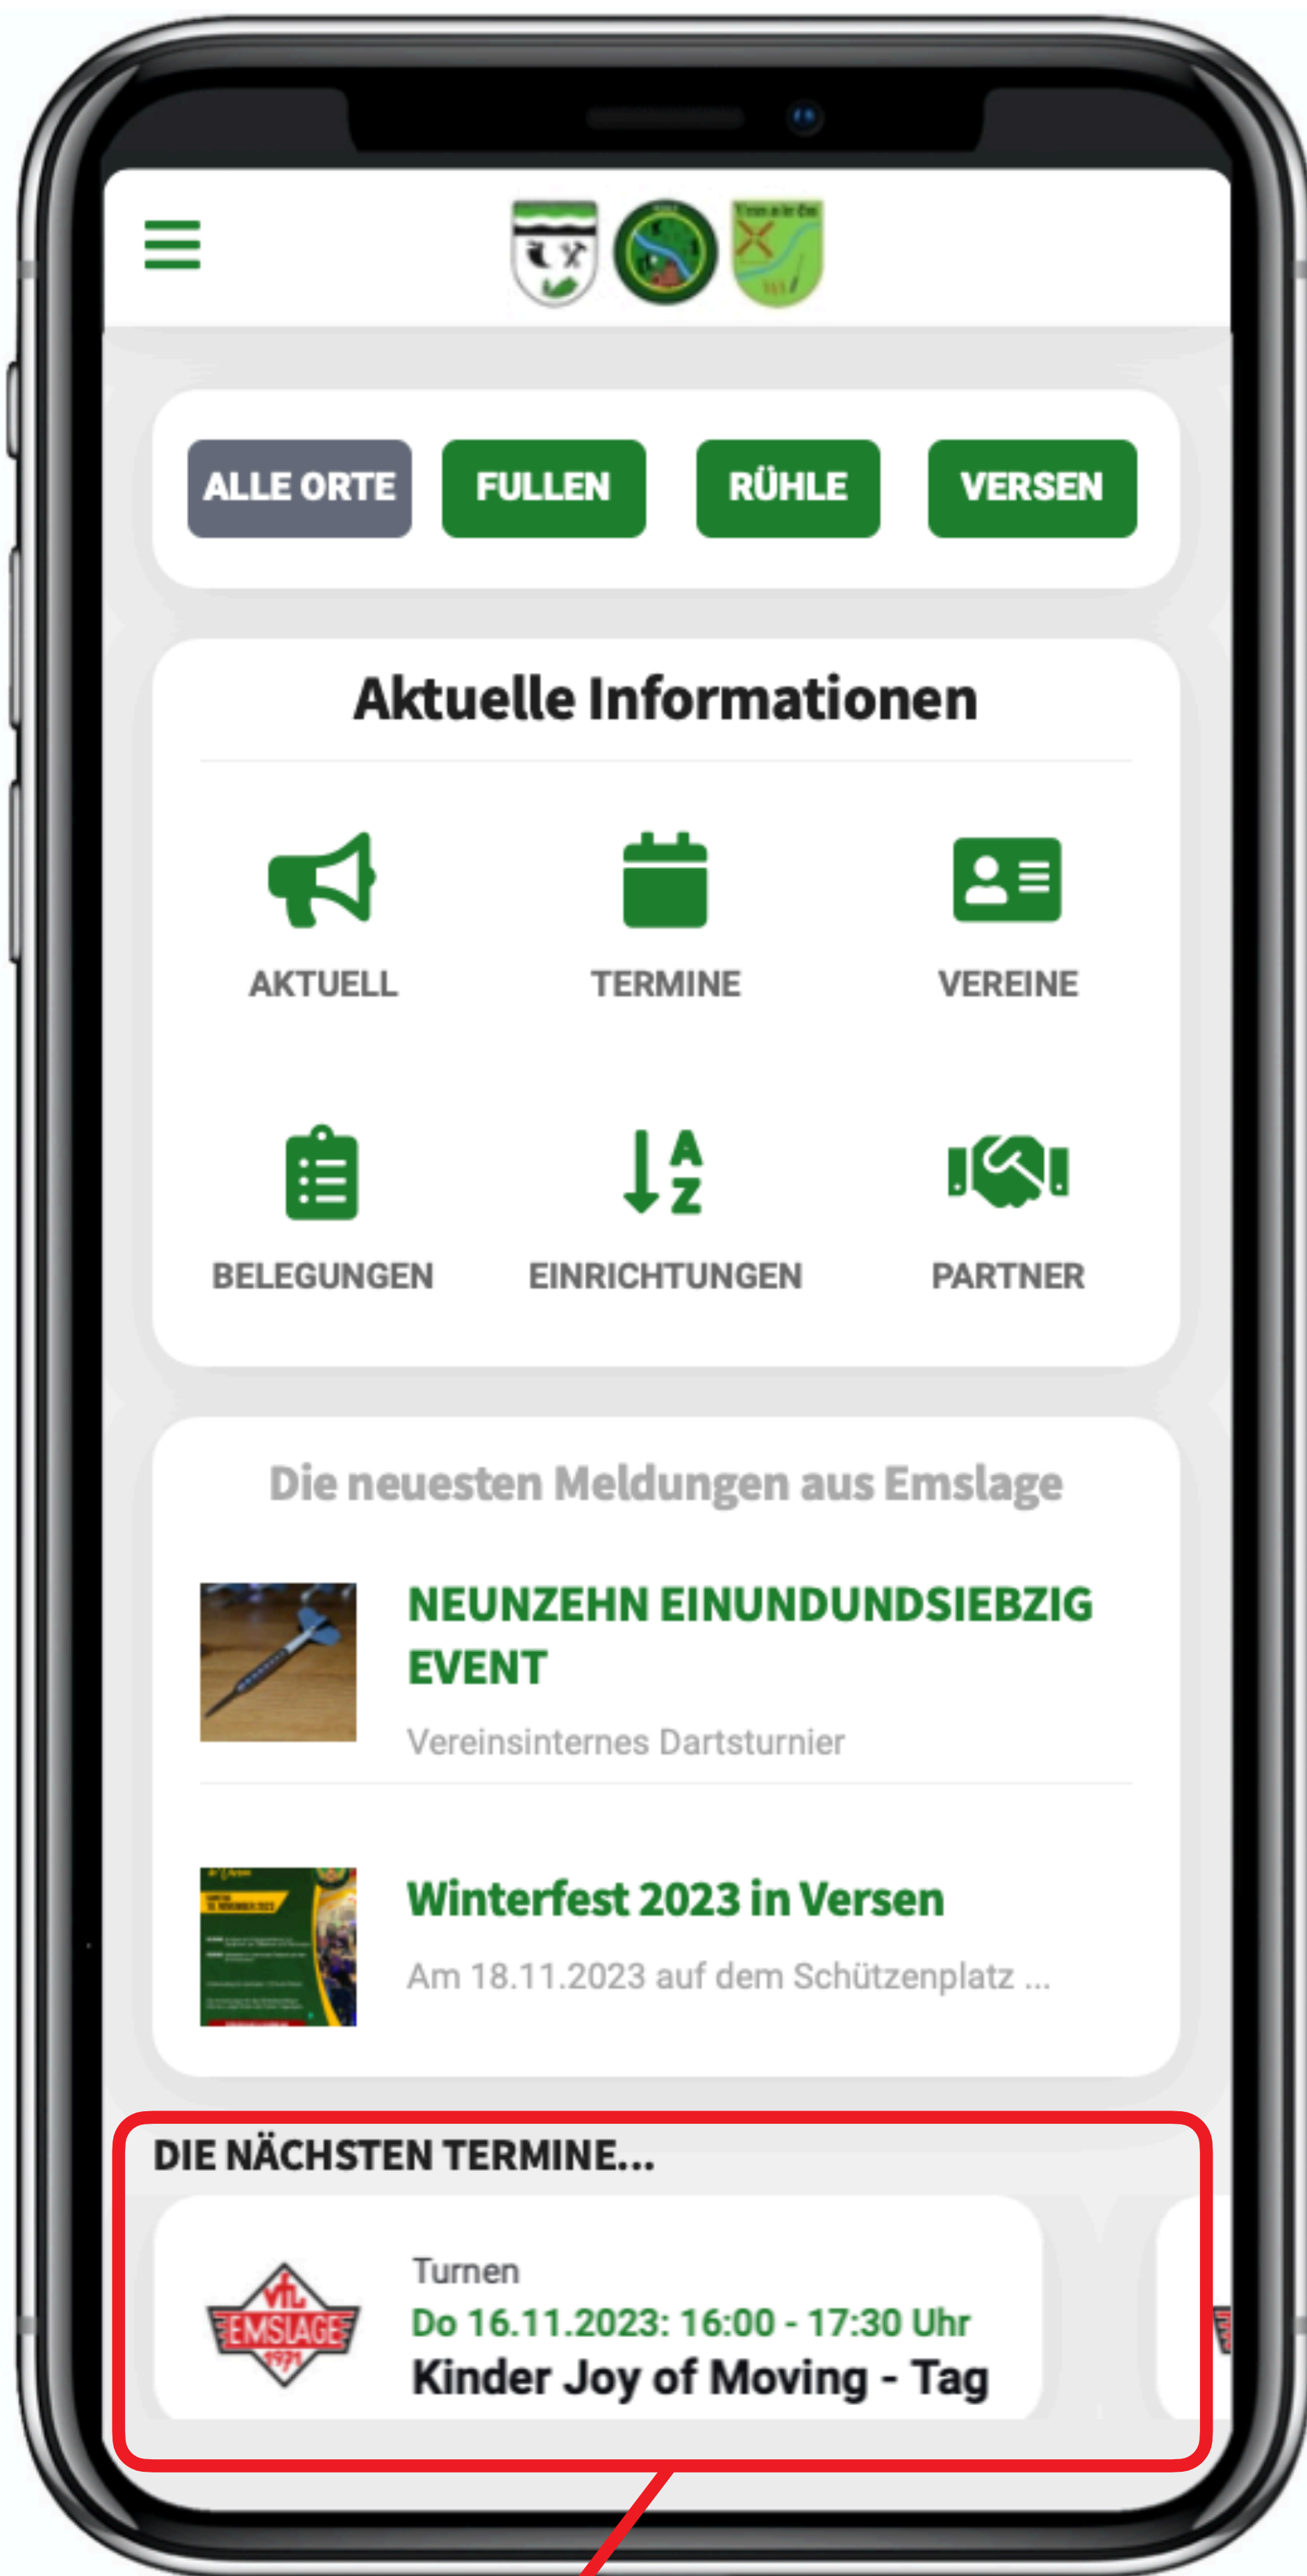 ALLE ORTE FULLEN RÜHLE VERSEN
Aktuelle Informationen
AKTUELL TERMINE VEREINE
A
Z
BELEGUNGEN EINRICHTUNGEN PARTNER
Die neuesten Meldungen aus Emslage
NEUNZEHN EINUNDUNDSIEBZIG
EVENT
Vereinsinternes Dartsturnier
Winterfest 2023 in Versen
Am 18.11.2023 auf dem Schützenplatz ...
DIE NÄCHSTEN TERMINE...
Turnen
Do 16.11.2023: 16:00 - 17:30 Uhr
Kinder Joy of Moving - Tag
VfL
EMSLAGE
1971